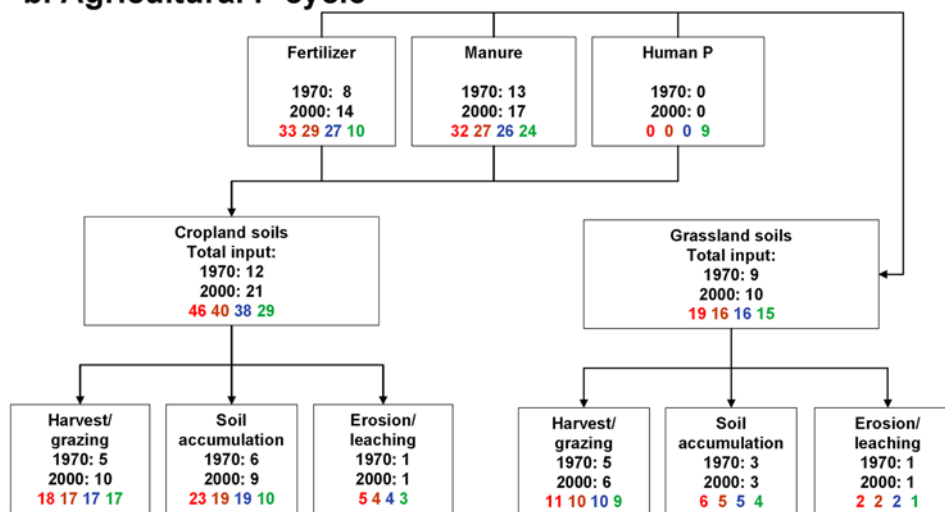 b. Agricultural P cycle
Fertilizer
1970: 8
2000: 14
33 29 27 10
Manure
1970: 13
2000: 17
32 27 26 24
Human P
1970: 0
2000: 0
0 0 0 9
Cropland soils
Total input:
1970: 12
2000: 21
46 40 38 29
Grassland soils
Total input:
1970: 9
2000: 10
19 16 16 15
Harvest/
grazing
1970: 5
2000: 10
18 17 17 17
Soil
accumulation
1970: 6
2000: 9
23 19 19 10
Erosion/
leaching
1970: 1
2000: 1
5 4 4 3
Harvest/
grazing
1970: 5
2000: 6
11 10 10 9
Soil
accumulation
1970: 3
2000: 3
6 5 5 4
Erosion/
leaching
1970: 1
2000: 1
2 2 2 1